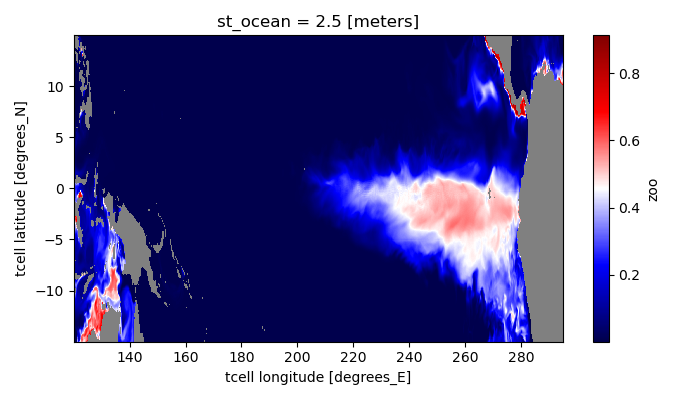 st_ocean = 2.5 [meters]
10
5
0
−5
−10
tcell latitude [degrees_N]
140 160 180 200 220 240 260 280
tcell longitude [degrees_E]
0.8
0.6
0.4
0.2
zoo